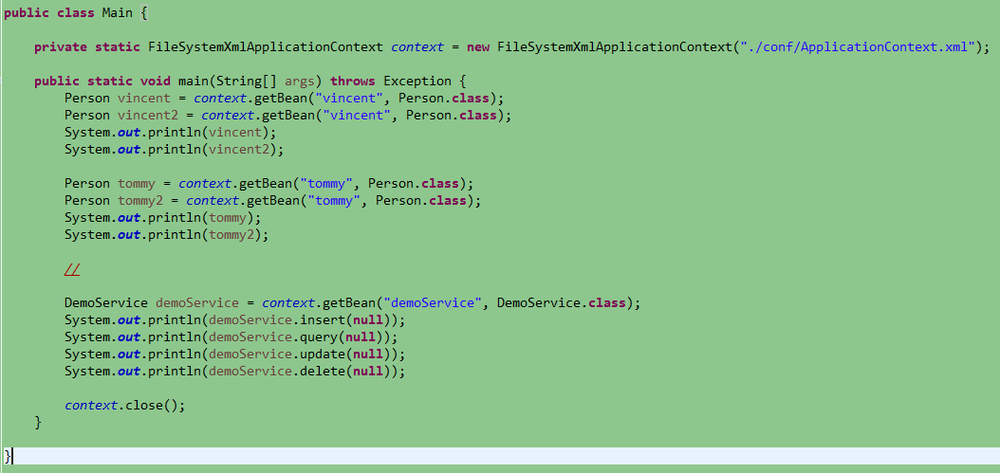 public class Main {
private static FileSystemXmlApplicationContext context = new FileSystemXmlApplicationContext("./conf/ApplicationContext.xml");
public static void main(String[] args) throws Exception {
Person vincent = context.getBean("vincent", Person.class);
Person vincent2 = context.getBean("vincent", Person.class);
System.out.println(vincent);
System.out.println(vincent2);
Person tommy = context.getBean("tommy", Person.class);
Person tommy2 = context.getBean("tommy", Person.class);
System.out.println(tommy);
System.out.println(tommy2);
//
DemoService demoService = context.getBean("demoService", DemoService.class);
System.out.println(demoService.insert(null));
System.out.println(demoService.query(null));
System.out.println(demoService.update(null));
System.out.println(demoService.delete(null));
context.close();
}
}